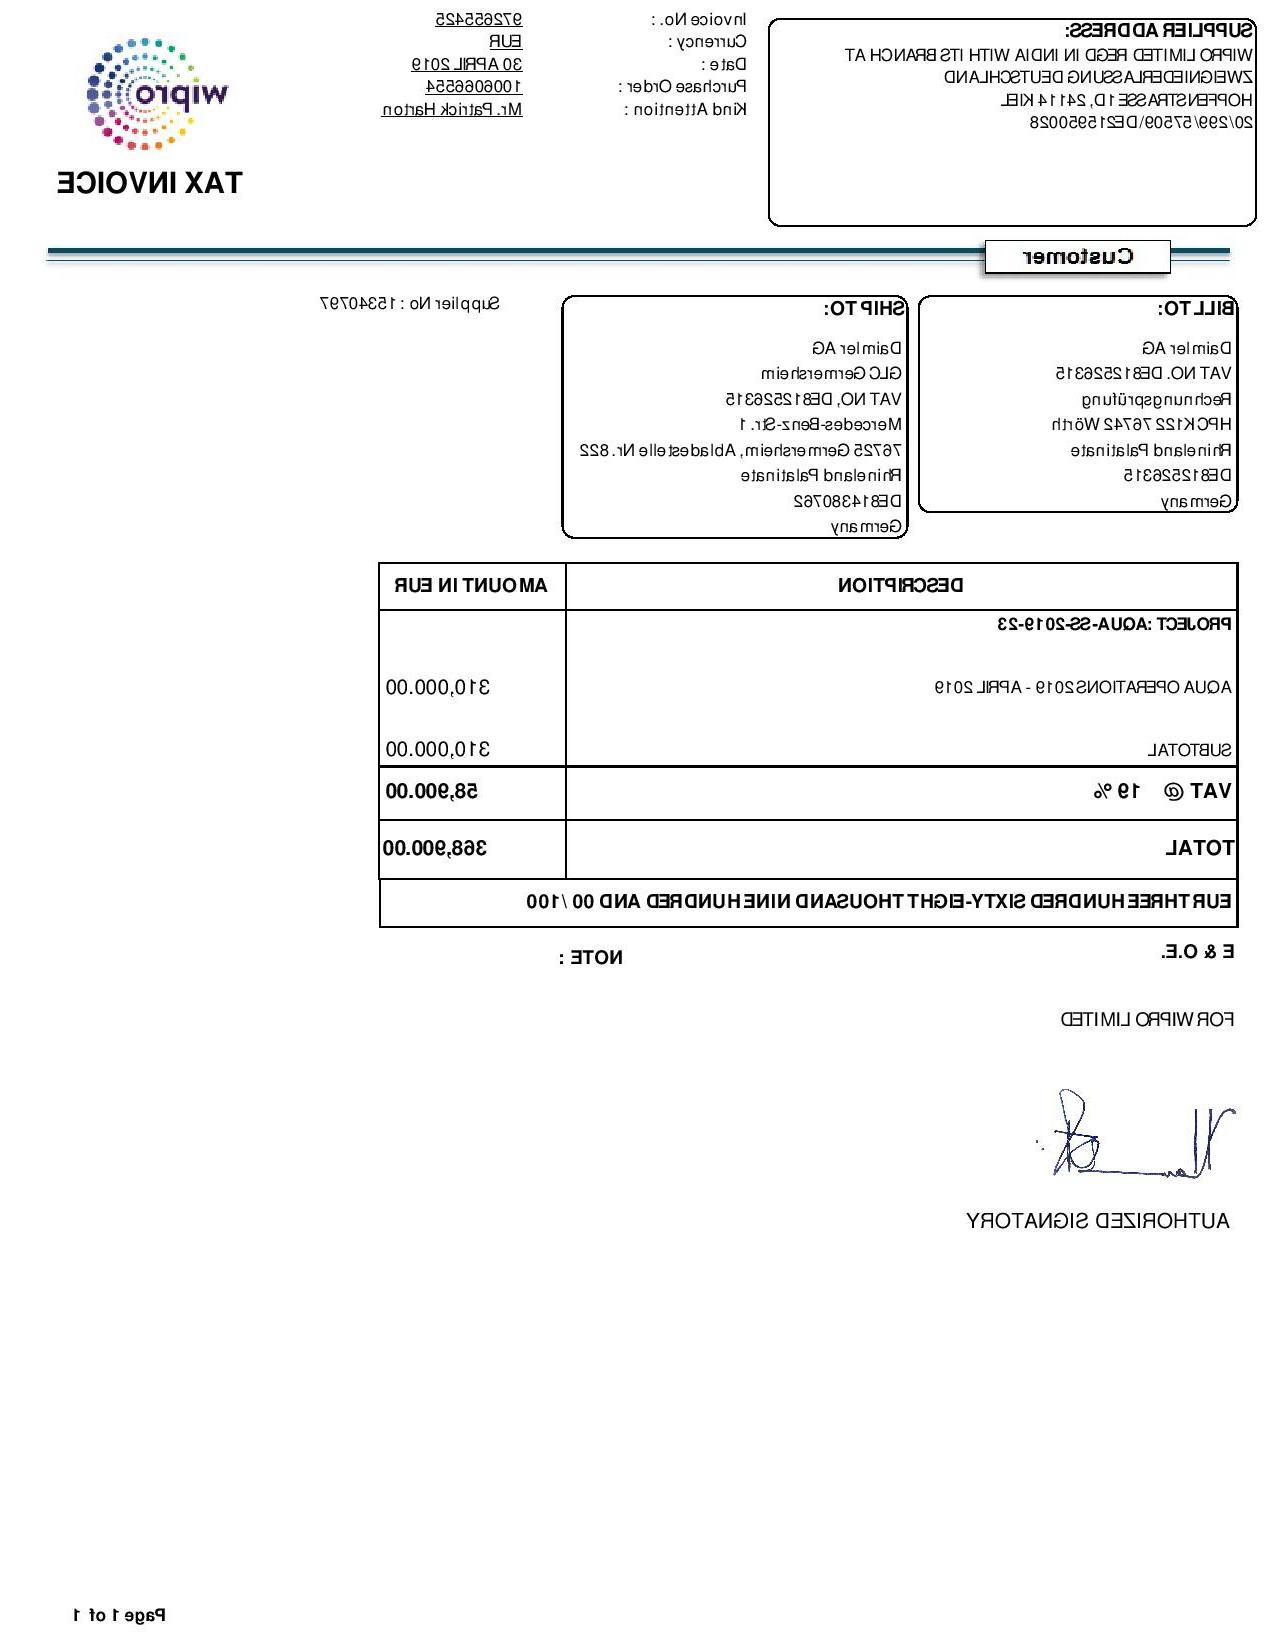 SUPPLIER ADDRESS:
WIPRO LIMITED REGD IN INDIA WITH ITS BRANCH AT
ZWEIGNIEDERLASSUNG DEUTSCHLAND
HOPFENSTRASSE 1D, 24114 KIEL
20/299/57509\DE215950028
Invoice No. : 972655425
Currency : EUR
Date : 30 APRIL 2019
Purchase Order : 1006066554
Kind Attention : Mr. Patrick Harton
wipro
TAX INVOICE
Customer
BILL TO:
Daimler AG
VAT NO. DE812526315
Rechnungsprüfung
HPC K122 76742 Wörth
Rhineland Palatinate
DE812526315
Germany
SHIP TO:
Daimler AG
GLC Germersheim
VAT NO, DE812526315
Mercedes-Benz-Str. 1
76725 Germersheim, Abladestelle Nr. 822
Rhineland Palatinate
DE814380762
Germany
Supplier No : 15340797
DESCRIPTION AMOUNT IN EUR
PROJECT : AQUA-SS-2019-23
AQUA OPERATIONS 2019 - APRIL 2019 310,000.00
SUBTOTAL 310,000.00
VAT @ 19 % 58,900.00
TOTAL 368,900.00
EUR THREE HUNDRED SIXTY-EIGHT THOUSAND NINE HUNDRED AND 00 /100
E & O.E.
NOTE :
FOR WIPRO LIMITED
AUTHORIZED SIGNATORY
Page 1 of 1